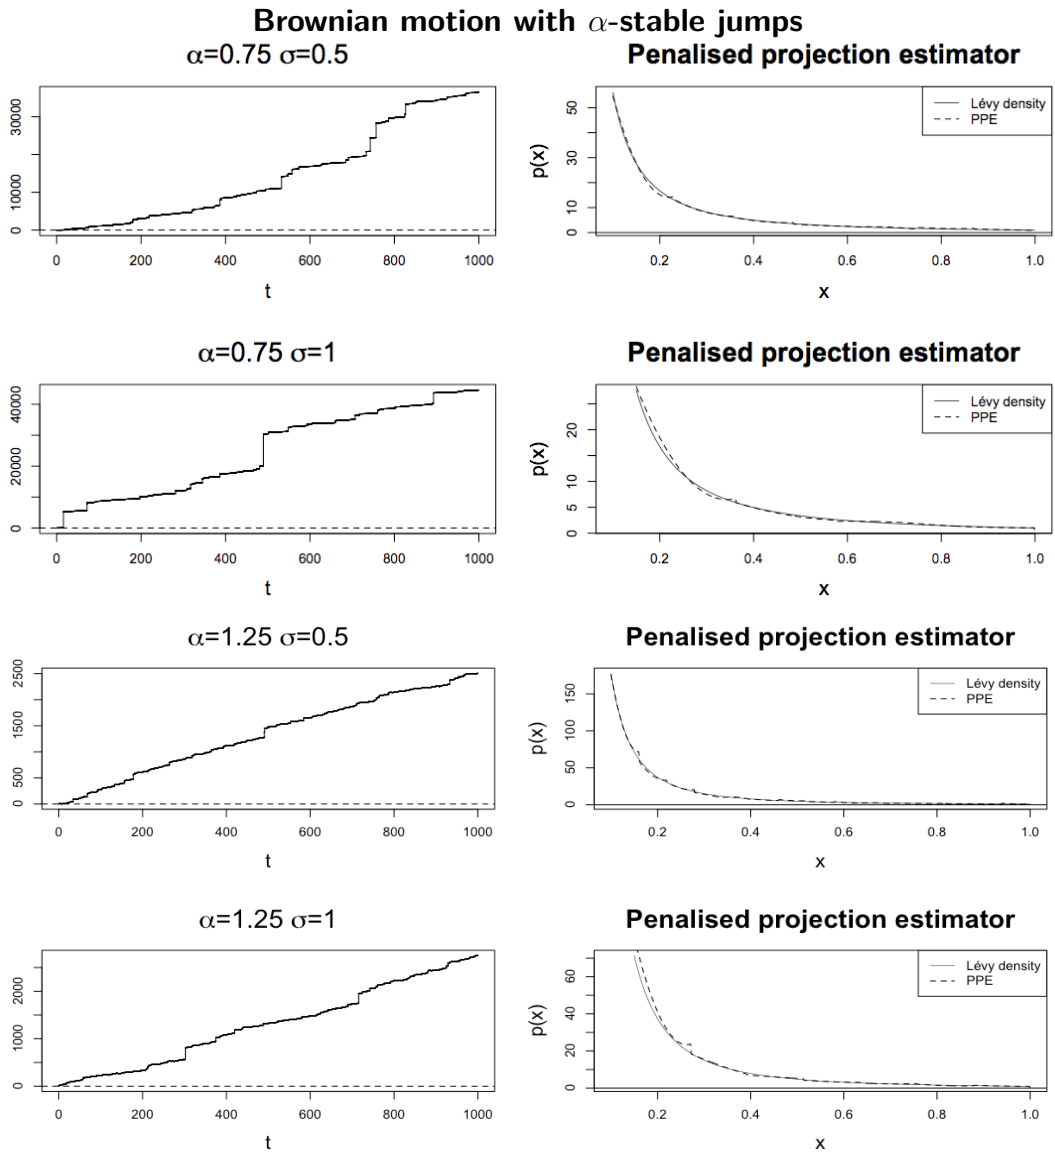 Brownian motion with α-stable jumps
α=0.75 σ=0.5
0 10000 30000
0 200 400 600 800 1000
t
Penalised projection estimator
p(x)
0 10 30 50
0.2 0.4 0.6 0.8 1.0
x
Lévy density
PPE
α=0.75 σ=1
0 20000 40000
0 200 400 600 800 1000
t
Penalised projection estimator
p(x)
0 5 10 20
0.2 0.4 0.6 0.8 1.0
x
Lévy density
PPE
α=1.25 σ=0.5
0 500 1500 2500
0 200 400 600 800 1000
t
Penalised projection estimator
p(x)
0 50 100 150
0.2 0.4 0.6 0.8 1.0
x
Lévy density
PPE
α=1.25 σ=1
0 1000 2000
0 200 400 600 800 1000
t
Penalised projection estimator
p(x)
0 20 40 60
0.2 0.4 0.6 0.8 1.0
x
Lévy density
PPE